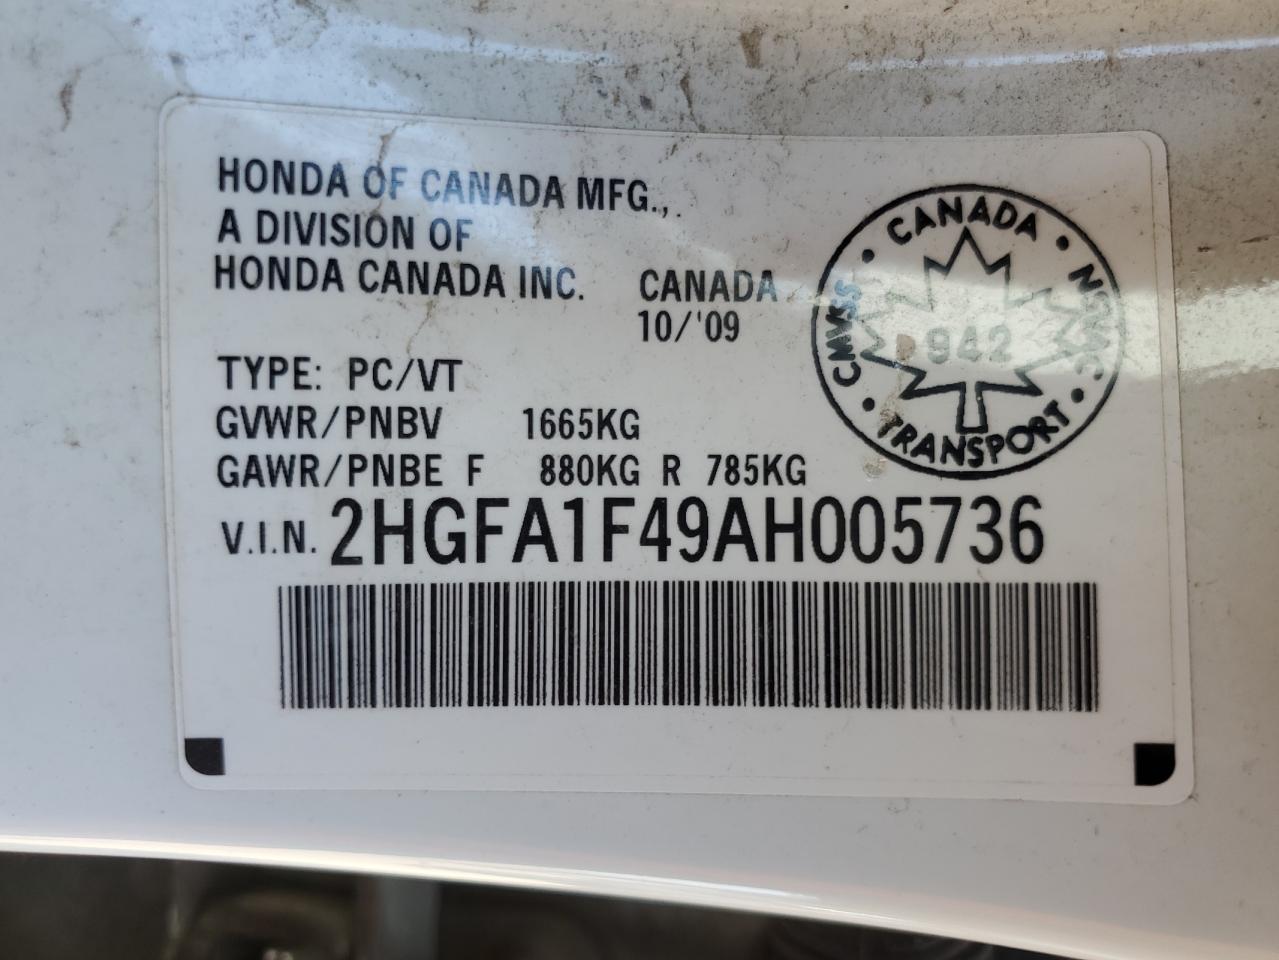 HONDA OF CANADA MFG.,.
A DIVISION OF
HONDA CANADA INC. CANADA
10/'09
TYPE: PC/VT
GVWR/PNBV 1665KG
GAWR/PNBE F 880KG R 785KG
V.I.N. 2HGFA1F49AH005736
CANADA
CMVSS
942
NSVAC
TRANSPORT